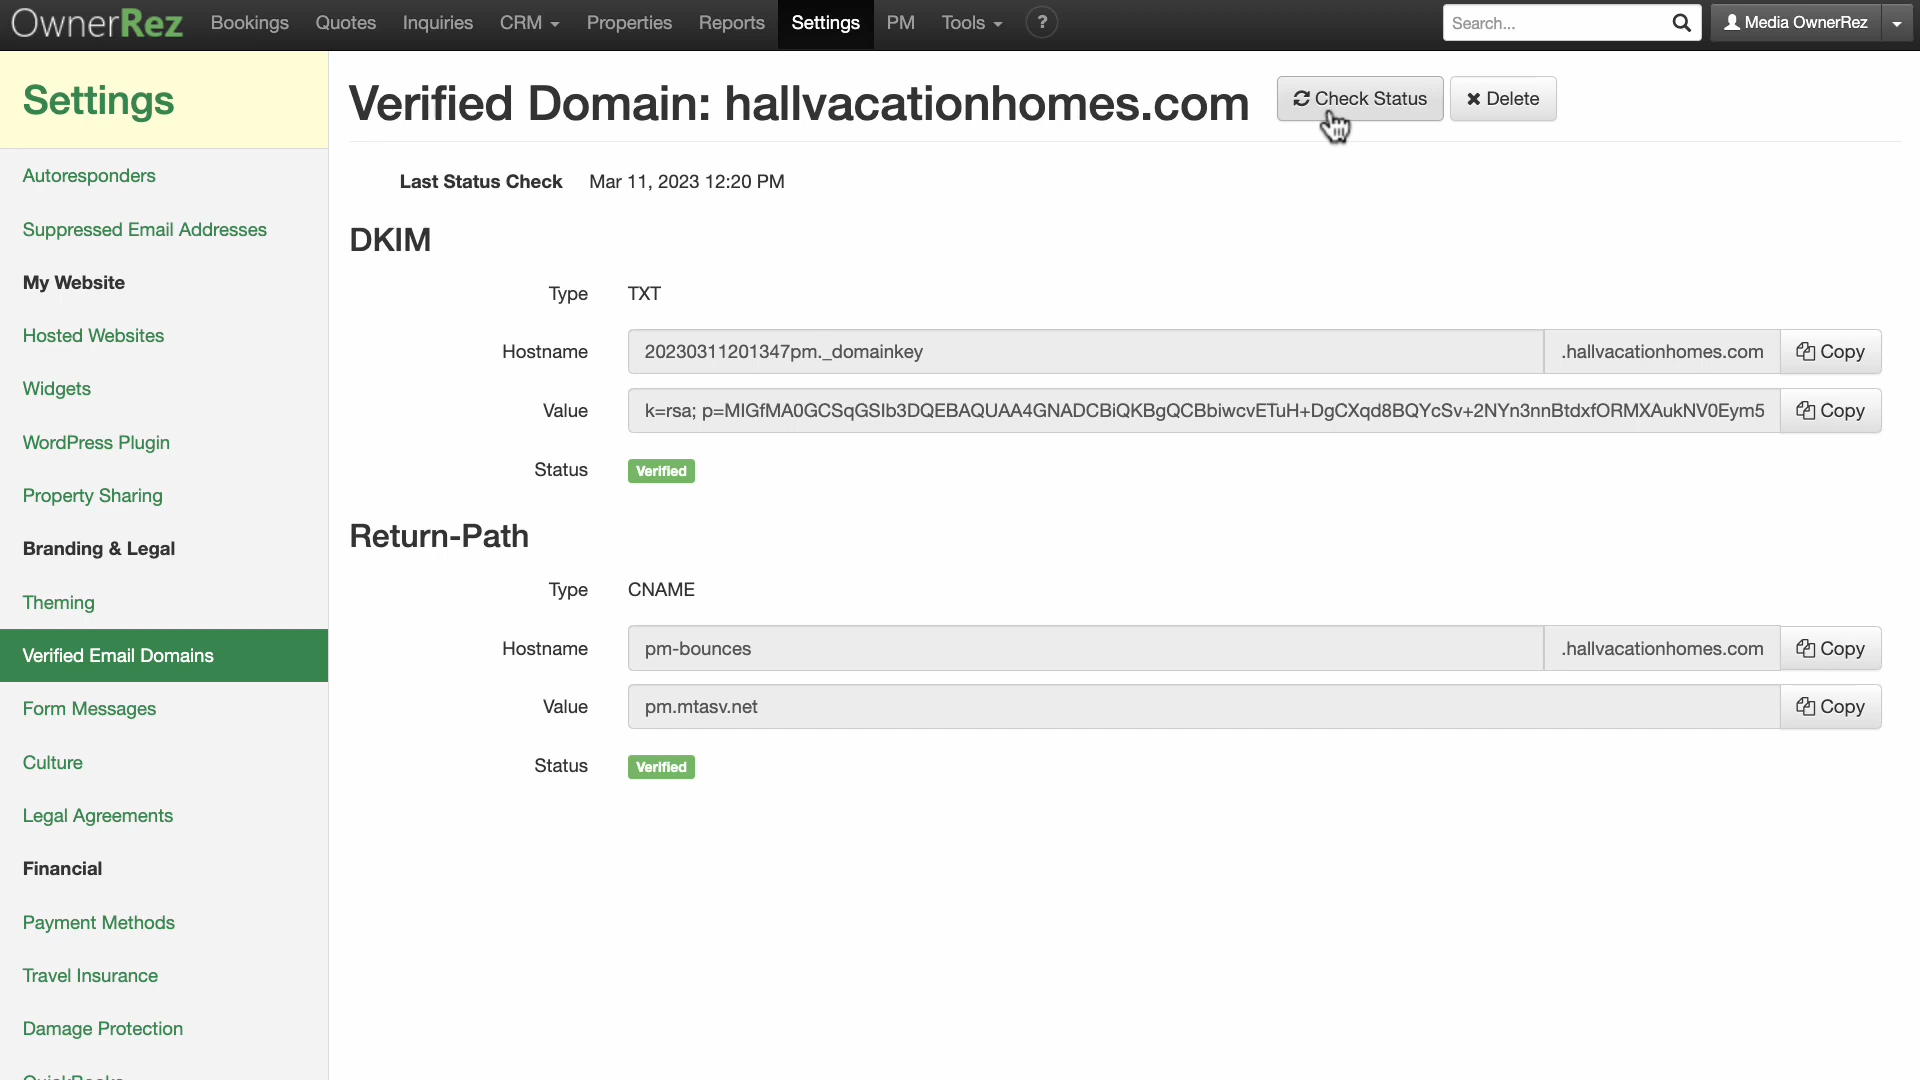 OwnerRez Bookings Quotes Inquiries CRM Properties Reports Settings PM Tools ? Search... Media OwnerRez
Settings
Verified Domain: hallvacationhomes.com Check Status Delete
Autoresponders
Last Status Check Mar 11, 2023 12:20 PM
Suppressed Email Addresses
DKIM
My Website
Type TXT
Hosted Websites
Hostname 20230311201347pm._domainkey .hallvacationhomes.com Copy
Widgets
Value k=rsa; p=MIGfMA0GCSqGSIb3DQEBAQUAA4GNADCBiQKBgQCBbiwcvETuH+DgCXqd8BQYcSv+2NYn3nnBtdxfORMXAukNV0Eym5 Copy
WordPress Plugin
Status Verified
Property Sharing
Return-Path
Branding & Legal
Type CNAME
Theming
Hostname pm-bounces .hallvacationhomes.com Copy
Verified Email Domains
Value pm.mtasv.net Copy
Form Messages
Status Verified
Culture
Legal Agreements
Financial
Payment Methods
Travel Insurance
Damage Protection